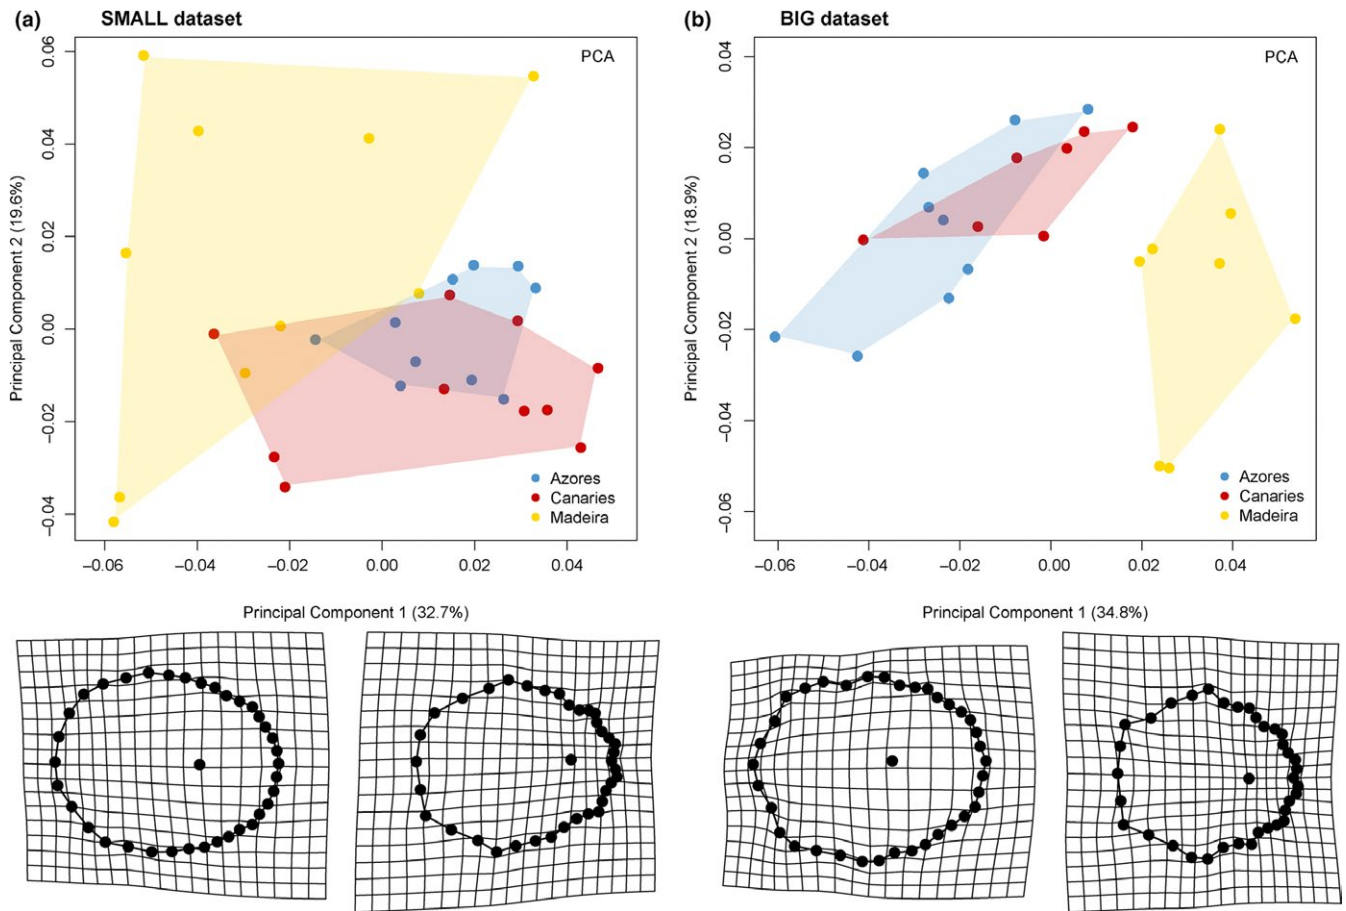 (a) SMALL dataset
PCA
Principal Component 2 (19.6%)
0.06
0.04
0.02
0.00
−0.02
−0.04
Azores
Canaries
Madeira
−0.06 −0.04 −0.02 0.00 0.02 0.04
Principal Component 1 (32.7%)
(b) BIG dataset
PCA
Principal Component 2 (18.9%)
0.04
0.02
0.00
−0.02
−0.04
−0.06
Azores
Canaries
Madeira
−0.06 −0.04 −0.02 0.00 0.02 0.04
Principal Component 1 (34.8%)